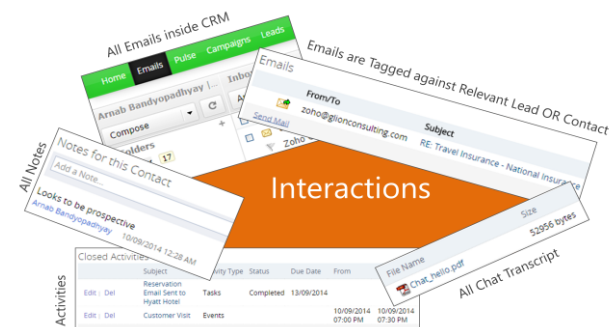 All Emails inside CRM
Home Emails Pulse Campaigns Leads
Arnab Bandyopadhyay |...
Compose
17
Emails are Tagged against Relevant Lead OR Contact
Emails
From/To Subject
Send Mail zoho@glionconsulting.com RE: Travel Insurance - National Insurance
All Notes
Notes for this Contact
Add a Note...
Looks to be prospective
Arnab Bandyopadhyay 10/09/2014 12:28 AM
Interactions
File Name Size
Chat_hello.pdf 52956 bytes
All Chat Transcript
Activities
Closed Activities
Subject Activity Type Status Due Date From
Edit | Del Reservation Email Sent to Hyatt Hotel Tasks Completed 13/09/2014
Edit | Del Customer Visit Events 10/09/2014 07:00 PM 10/09/2014 07:30 PM